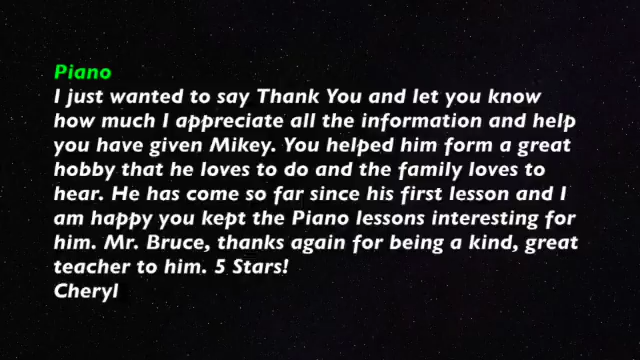 Piano
I just wanted to say Thank You and let you know
how much I appreciate all the information and help
you have given Mikey. You helped him form a great
hobby that he loves to do and the family loves to
hear. He has come so far since his first lesson and I
am happy you kept the Piano lessons interesting for
him. Mr. Bruce, thanks again for being a kind, great
teacher to him. 5 Stars!
Cheryl